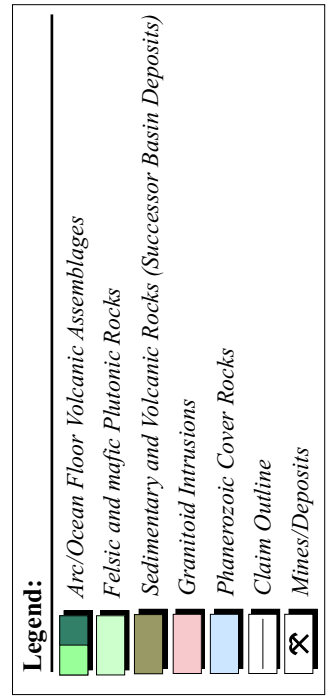 Legend:
Arc/Ocean Floor Volcanic Assemblages
Felsic and mafic Plutonic Rocks
Sedimentary and Volcanic Rocks (Successor Basin Deposits)
Granitoid Intrusions
Phanerozoic Cover Rocks
Claim Outline
Mines/Deposits